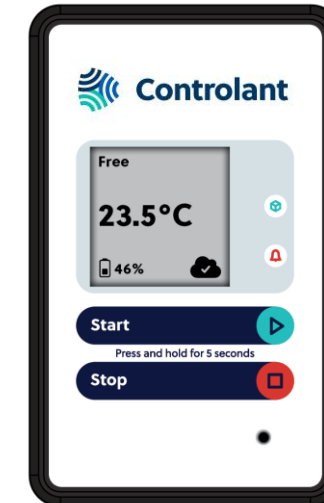 Controlant
Free
23.5°C
46%
Start
Press and hold for 5 seconds
Stop